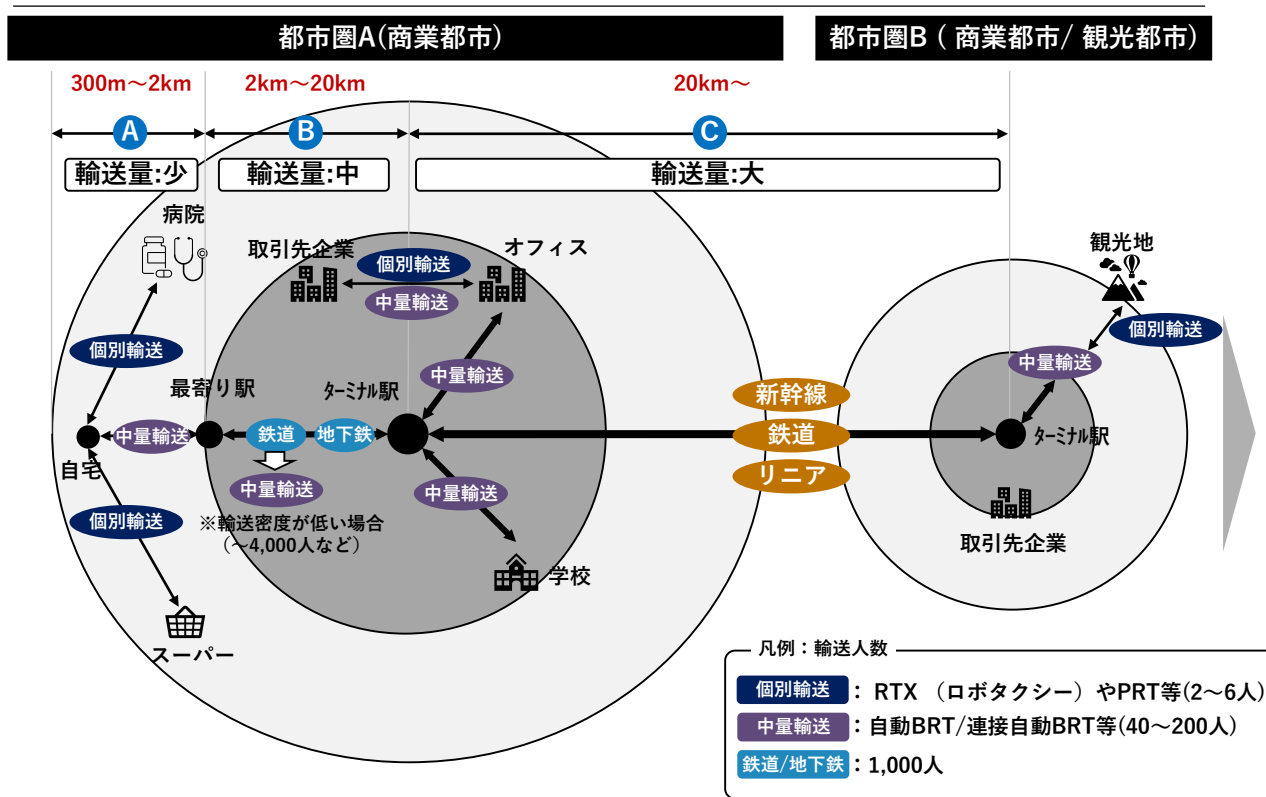 都市圏A(商業都市)
都市圏B ( 商業都市/ 観光都市)
300m～2km
2km～20km
20km～
A
B
C
輸送量:少
輸送量:中
輸送量:大
病院
取引先企業
オフィス
個別輸送
中量輸送
観光地
個別輸送
中量輸送
個別輸送
最寄り駅
ﾀｰﾐﾅﾙ駅
中量輸送
新幹線
中量輸送
鉄道
地下鉄
鉄道
ﾀｰﾐﾅﾙ駅
自宅
リニア
中量輸送
中量輸送
個別輸送
※輸送密度が低い場合
(～4,000人など)
取引先企業
学校
スーパー
凡例：輸送人数
個別輸送 ： RTX （ロボタクシー）やPRT等(2～6人)
中量輸送 ：自動BRT/連接自動BRT等(40～200人)
鉄道/地下鉄 ：1,000人